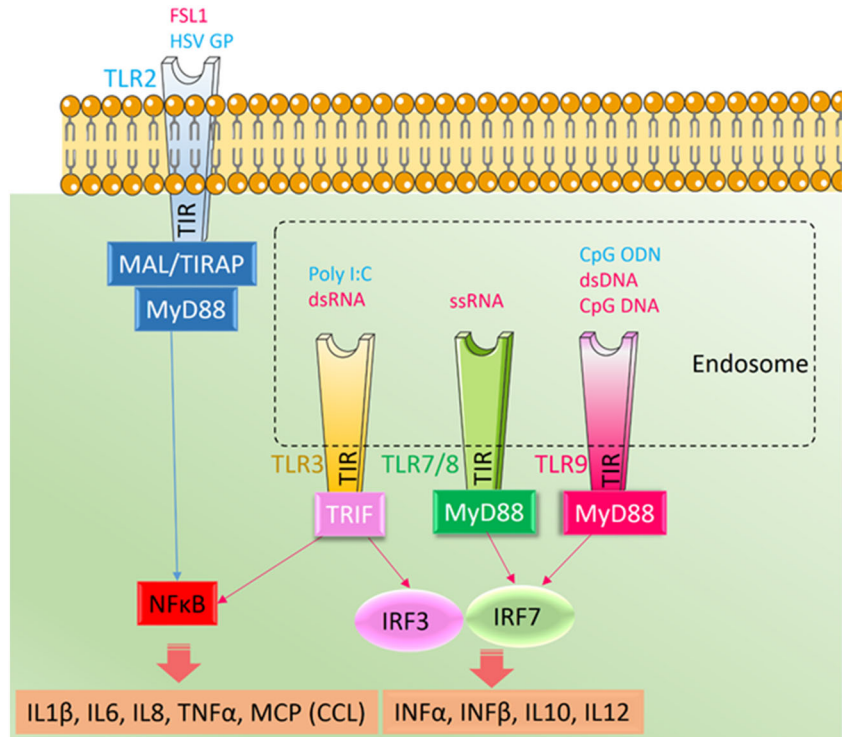 FSL1
HSV GP
TLR2
TIR
MAL/TIRAP
MyD88
Poly I:C
dsRNA
ssRNA
CpG ODN
dsDNA
CpG DNA
Endosome
TLR3
TIR
TLR7/8
TIR
TLR9
TIR
TRIF
MyD88
MyD88
NFκB
IRF3
IRF7
IL1β, IL6, IL8, TNFα, MCP (CCL)
INFα, INFβ, IL10, IL12